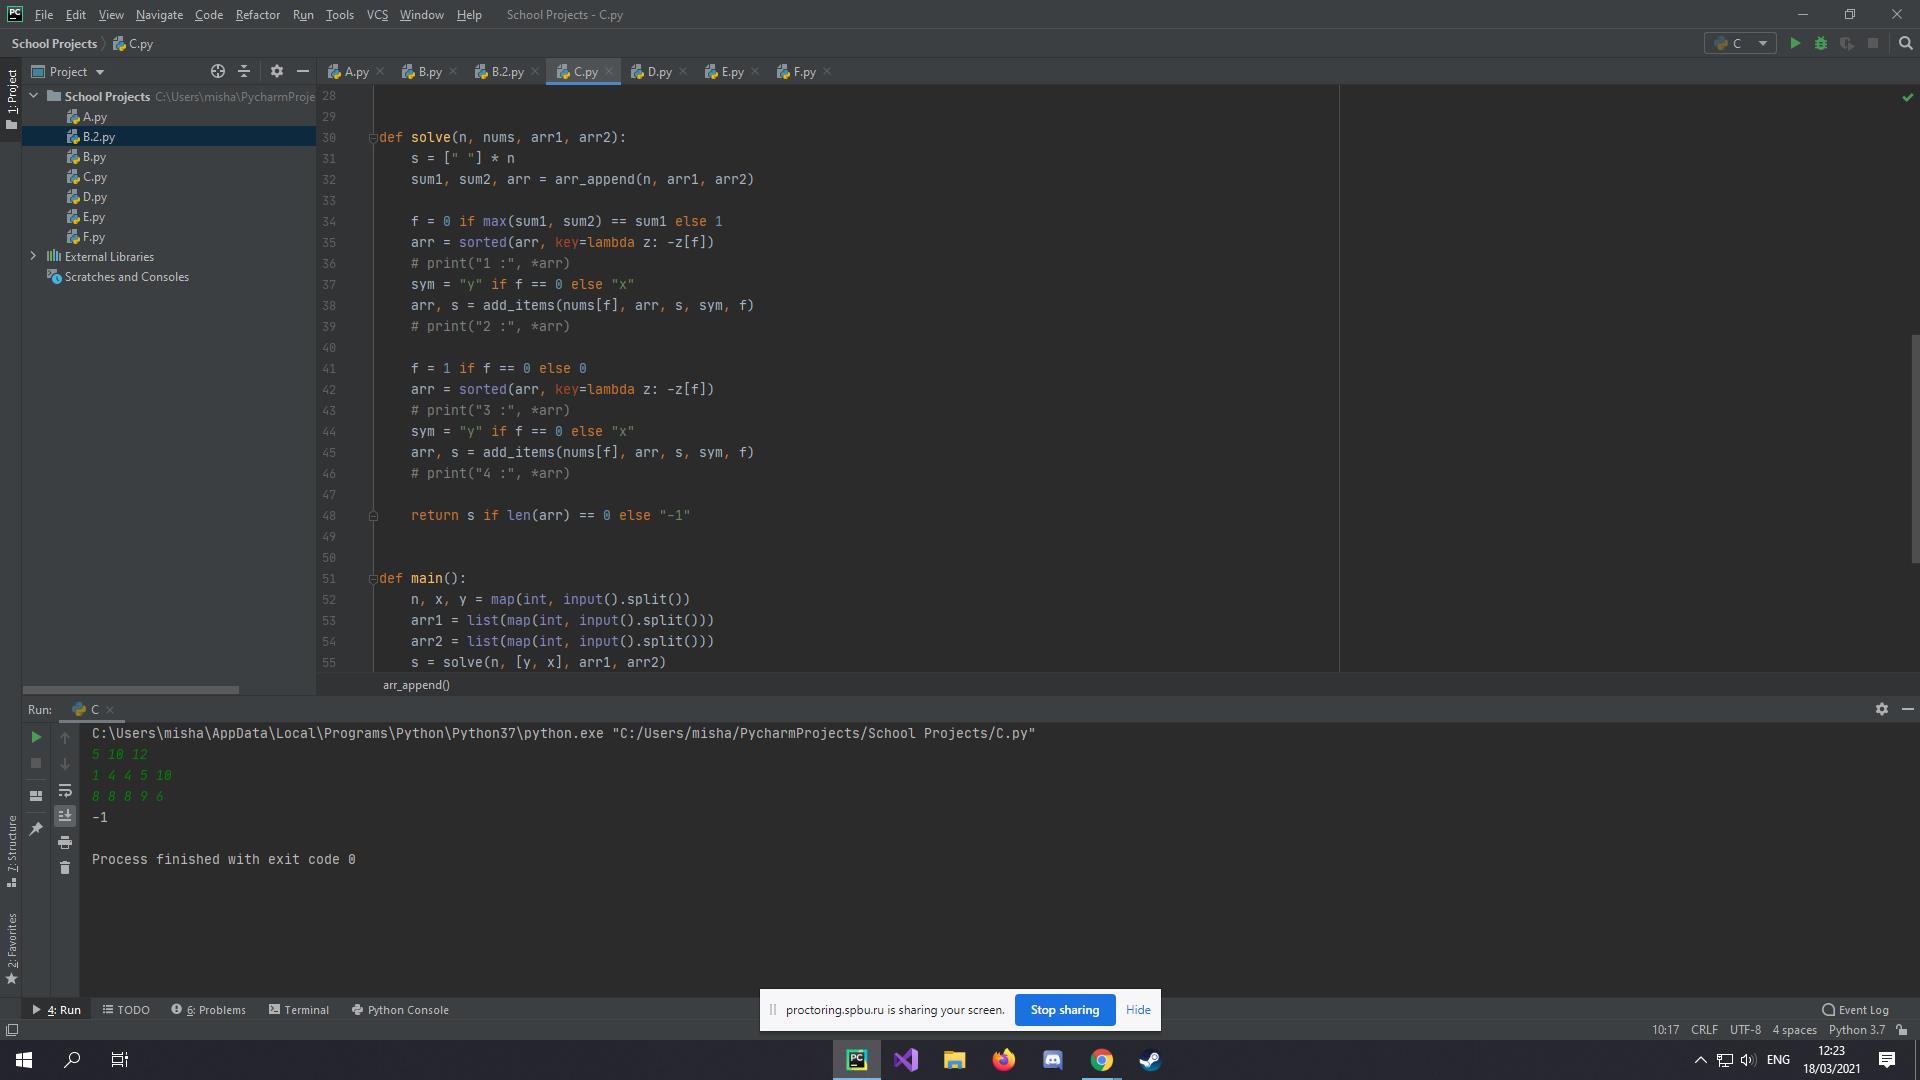 File Edit View Navigate Code Refactor Run Tools VCS Window Help School Projects - C.py
School Projects C.py C
Project
A.py B.py B.2.py C.py D.py E.py F.py
1: Project
School Projects C:\Users\misha\PycharmProje
A.py
B.2.py
B.py
C.py
D.py
E.py
F.py
External Libraries
Scratches and Consoles
28
29
30 def solve(n, nums, arr1, arr2):
31 s = [" "] * n
32 sum1, sum2, arr = arr_append(n, arr1, arr2)
33
34 f = 0 if max(sum1, sum2) == sum1 else 1
35 arr = sorted(arr, key=lambda z: -z[f])
36 # print("1 :", *arr)
37 sym = "y" if f == 0 else "x"
38 arr, s = add_items(nums[f], arr, s, sym, f)
39 # print("2 :", *arr)
40
41 f = 1 if f == 0 else 0
42 arr = sorted(arr, key=lambda z: -z[f])
43 # print("3 :", *arr)
44 sym = "y" if f == 0 else "x"
45 arr, s = add_items(nums[f], arr, s, sym, f)
46 # print("4 :", *arr)
47
48 return s if len(arr) == 0 else "-1"
49
50
51 def main():
52 n, x, y = map(int, input().split())
53 arr1 = list(map(int, input().split()))
54 arr2 = list(map(int, input().split()))
55 s = solve(n, [y, x], arr1, arr2)
arr_append()
Run: C
C:\Users\misha\AppData\Local\Programs\Python\Python37\python.exe "C:/Users/misha/PycharmProjects/School Projects/C.py"
5 10 12
1 4 4 5 10
8 8 8 9 6
-1
Process finished with exit code 0
7: Structure
2: Favorites
4: Run TODO 6: Problems Terminal Python Console Event Log
proctoring.spbu.ru is sharing your screen. Stop sharing Hide
10:17 CRLF UTF-8 4 spaces Python 3.7
PC
ENG
12:23
18/03/2021